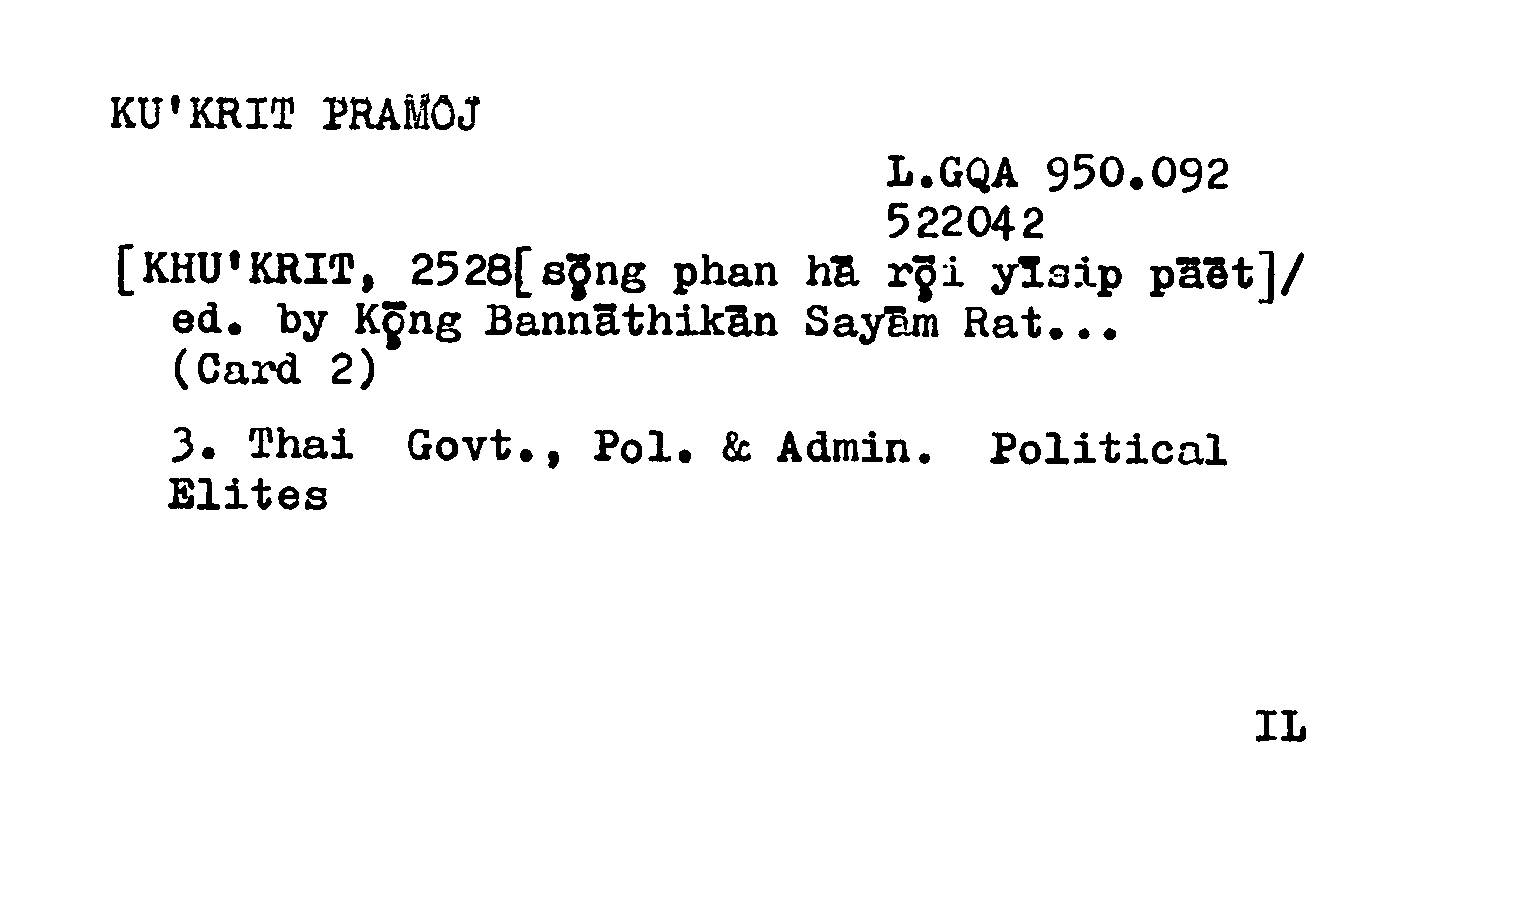 KU'KRIT PRAMOJ
L.GQA 950.092
522042
[KHU'KRIT, 2528[sǭng phan hā rǭi yīsip pāēt]/
ed. by Kǭng Bannāthikān Sayām Rat...
(Card 2)
3. Thai Govt., Pol. & Admin. Political
Elites
IL